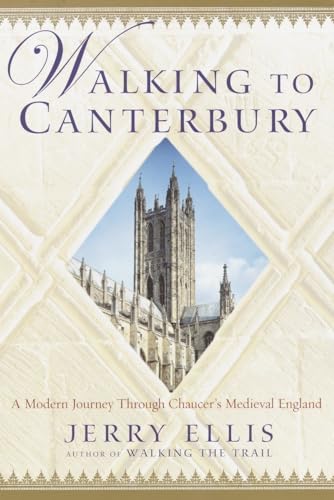 WALKING TO
CANTERBURY
A Modern Journey Through Chaucer's Medieval England
JERRY ELLIS
AUTHOR OF WALKING THE TRAIL